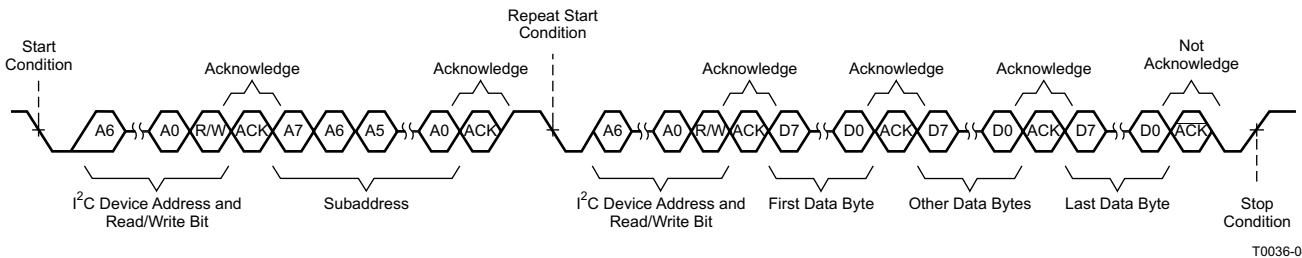 Repeat Start
Condition
Start
Condition
Not
Acknowledge
Acknowledge
Acknowledge
Acknowledge
Acknowledge
Acknowledge
A6 A0 R/W ACK A7 A6 A5 A0 ACK A6 A0 R/W ACK D7 D0 ACK D7 D0 ACK D7 D0 ACK
I²C Device Address and
Read/Write Bit
Subaddress
I²C Device Address and
Read/Write Bit
First Data Byte
Other Data Bytes
Last Data Byte
Stop
Condition
T0036-0